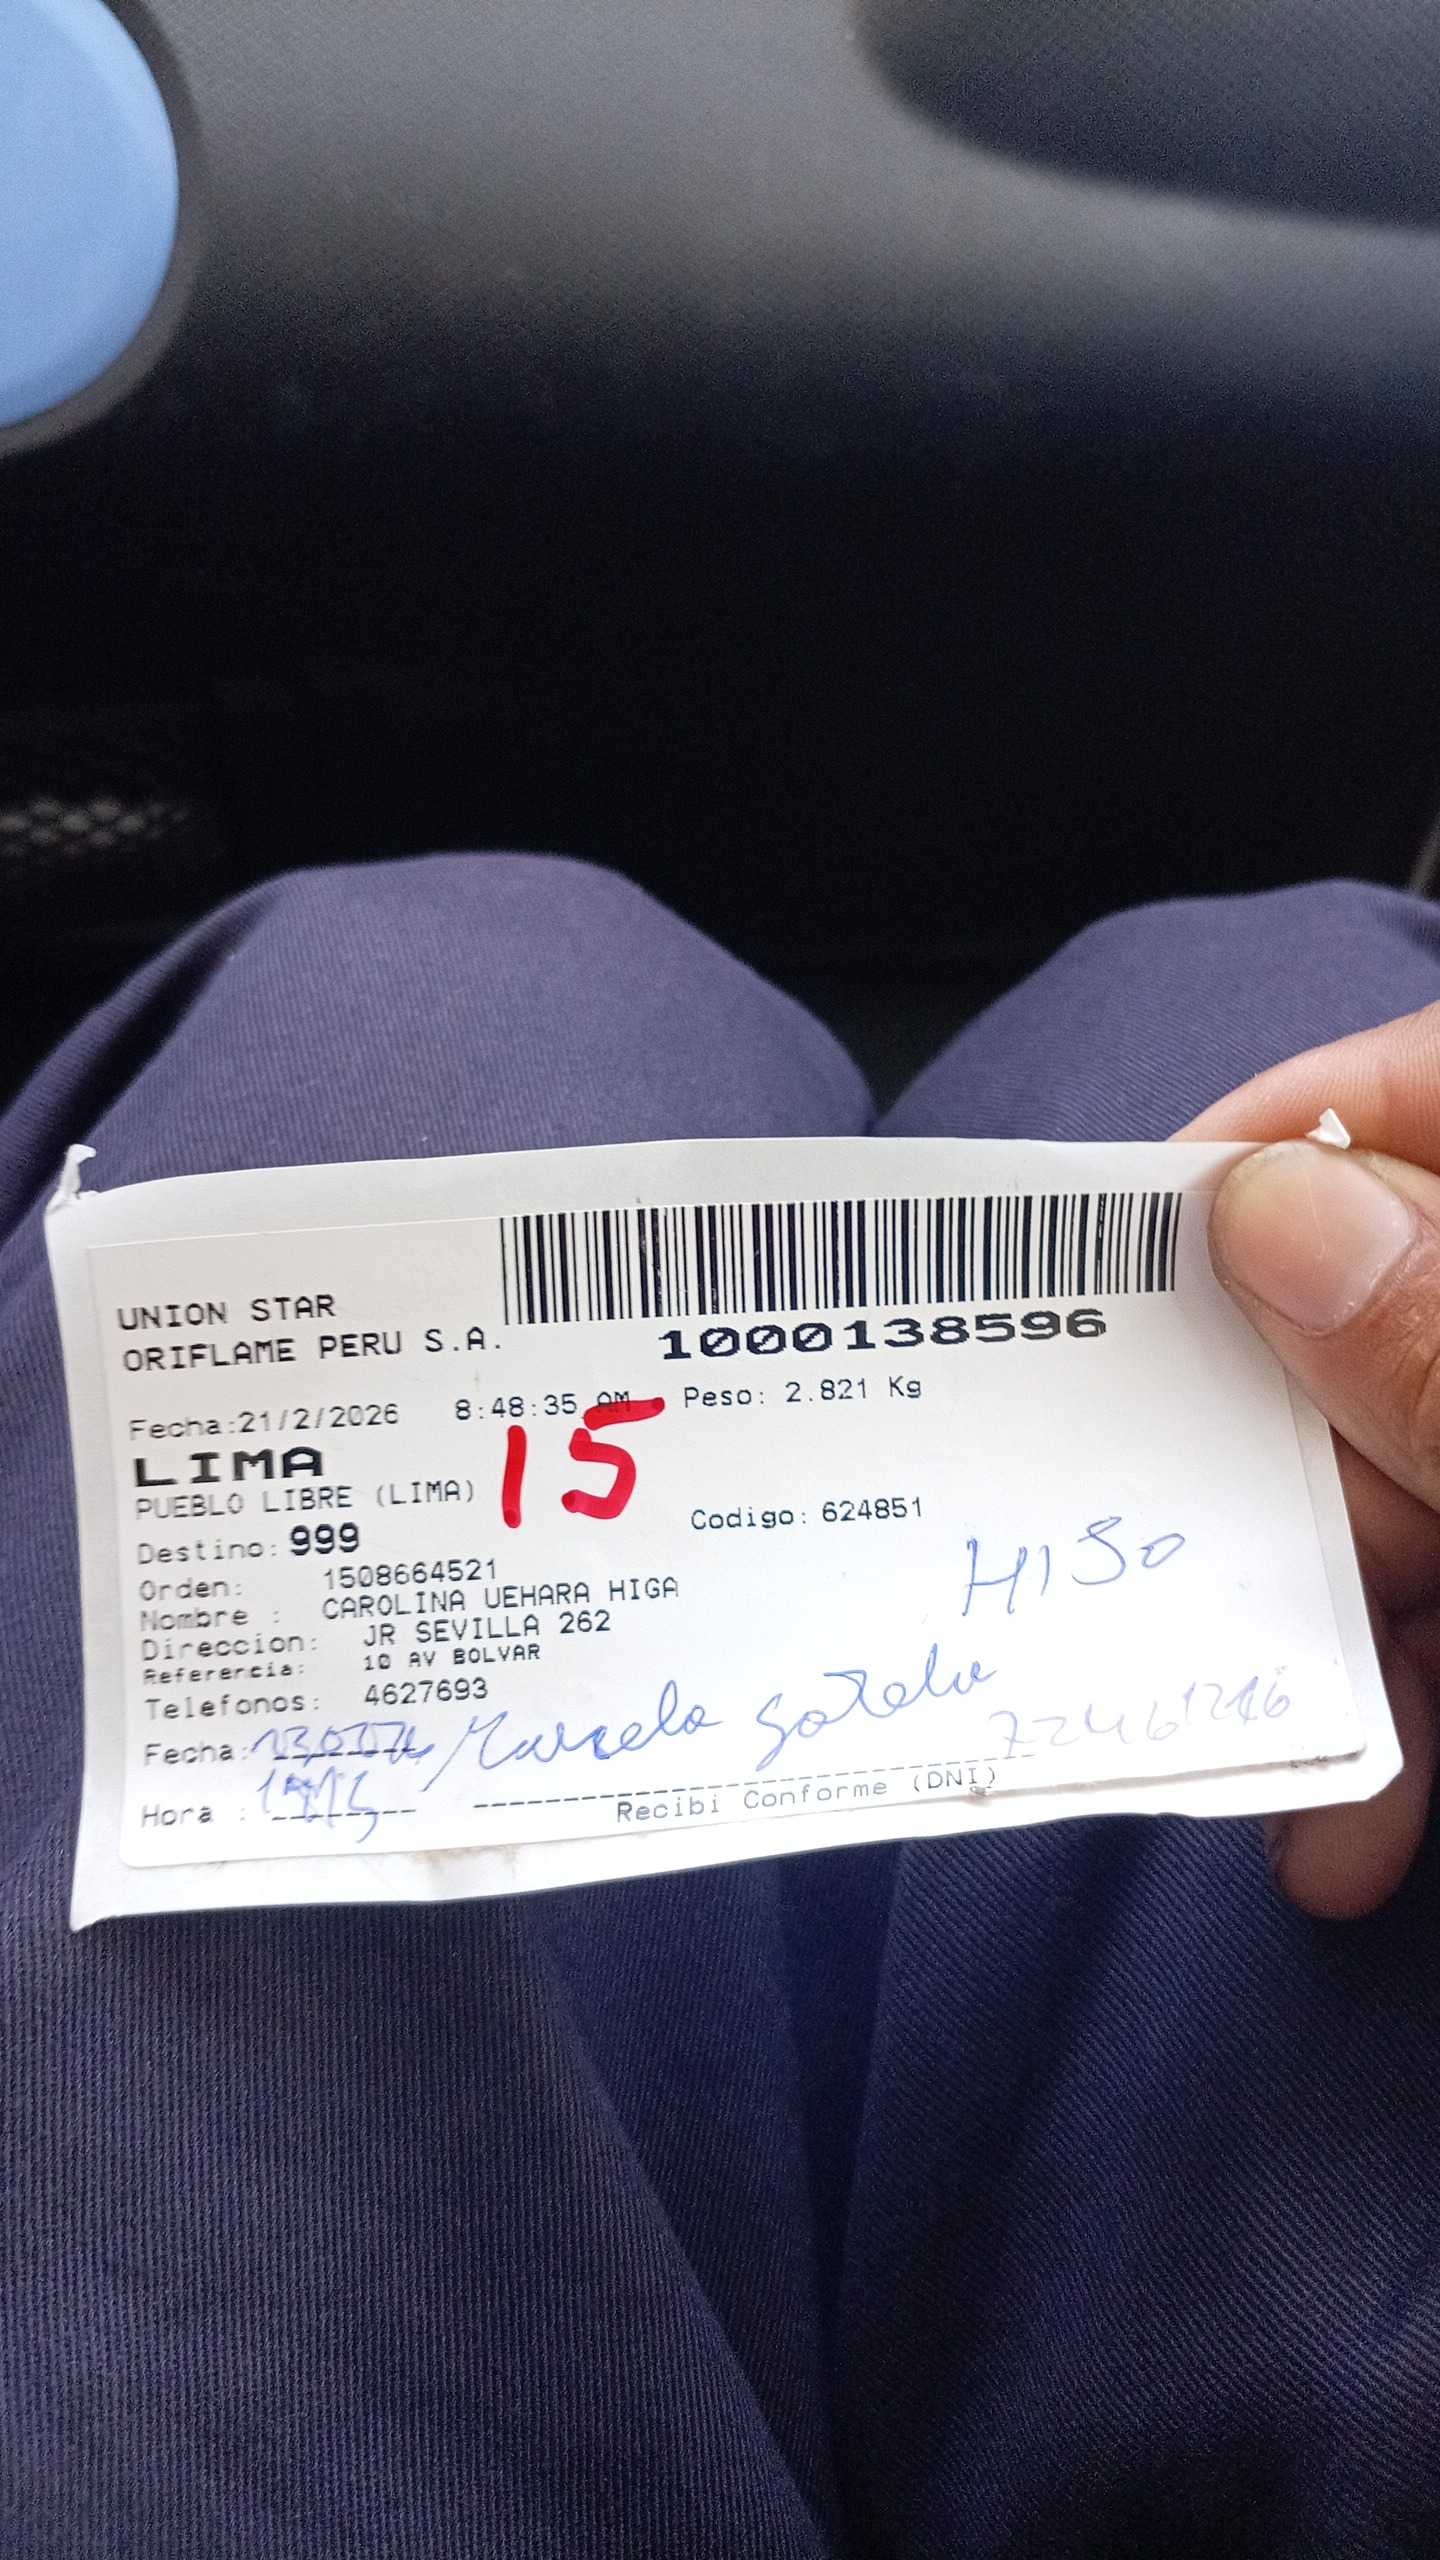 UNION STAR
ORIFLAME PERU S.A.
1000138596
Fecha:21/2/2026 8:48:35 AM Peso: 2.821 Kg
15
LIMA
PUEBLO LIBRE (LIMA)
Codigo: 624851
Destino: 999
Orden: 1508664521
Nombre : CAROLINA UEHARA HIGA
HISO
Direccion: JR SEVILLA 262
Referencia: 10 AV BOLVAR
Telefonos: 4627693
Fecha: Marcela
Hora :
Recibi Conforme (DNI)